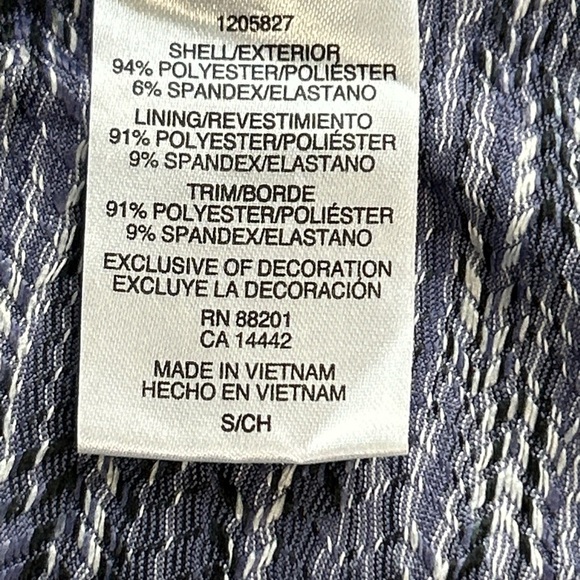 1205827
SHELL/EXTERIOR
94% POLYESTER/POLIÉSTER
6% SPANDEX/ELASTANO
LINING/REVESTIMIENTO
91% POLYESTER/POLIÉSTER
9% SPANDEX/ELASTANO
TRIM/BORDE
91% POLYESTER/POLIÉSTER
9% SPANDEX/ELASTANO
EXCLUSIVE OF DECORATION
EXCLUYE LA DECORACIÓN
RN 88201
CA 14442
MADE IN VIETNAM
HECHO EN VIETNAM
S/CH